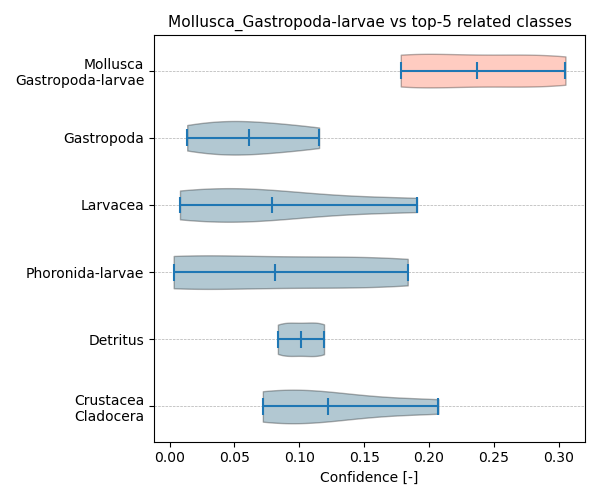 Mollusca_Gastropoda-larvae vs top-5 related classes
Mollusca
Gastropoda-larvae
Gastropoda
Larvacea
Phoronida-larvae
Detritus
Crustacea
Cladocera
0.00 0.05 0.10 0.15 0.20 0.25 0.30
Confidence [-]